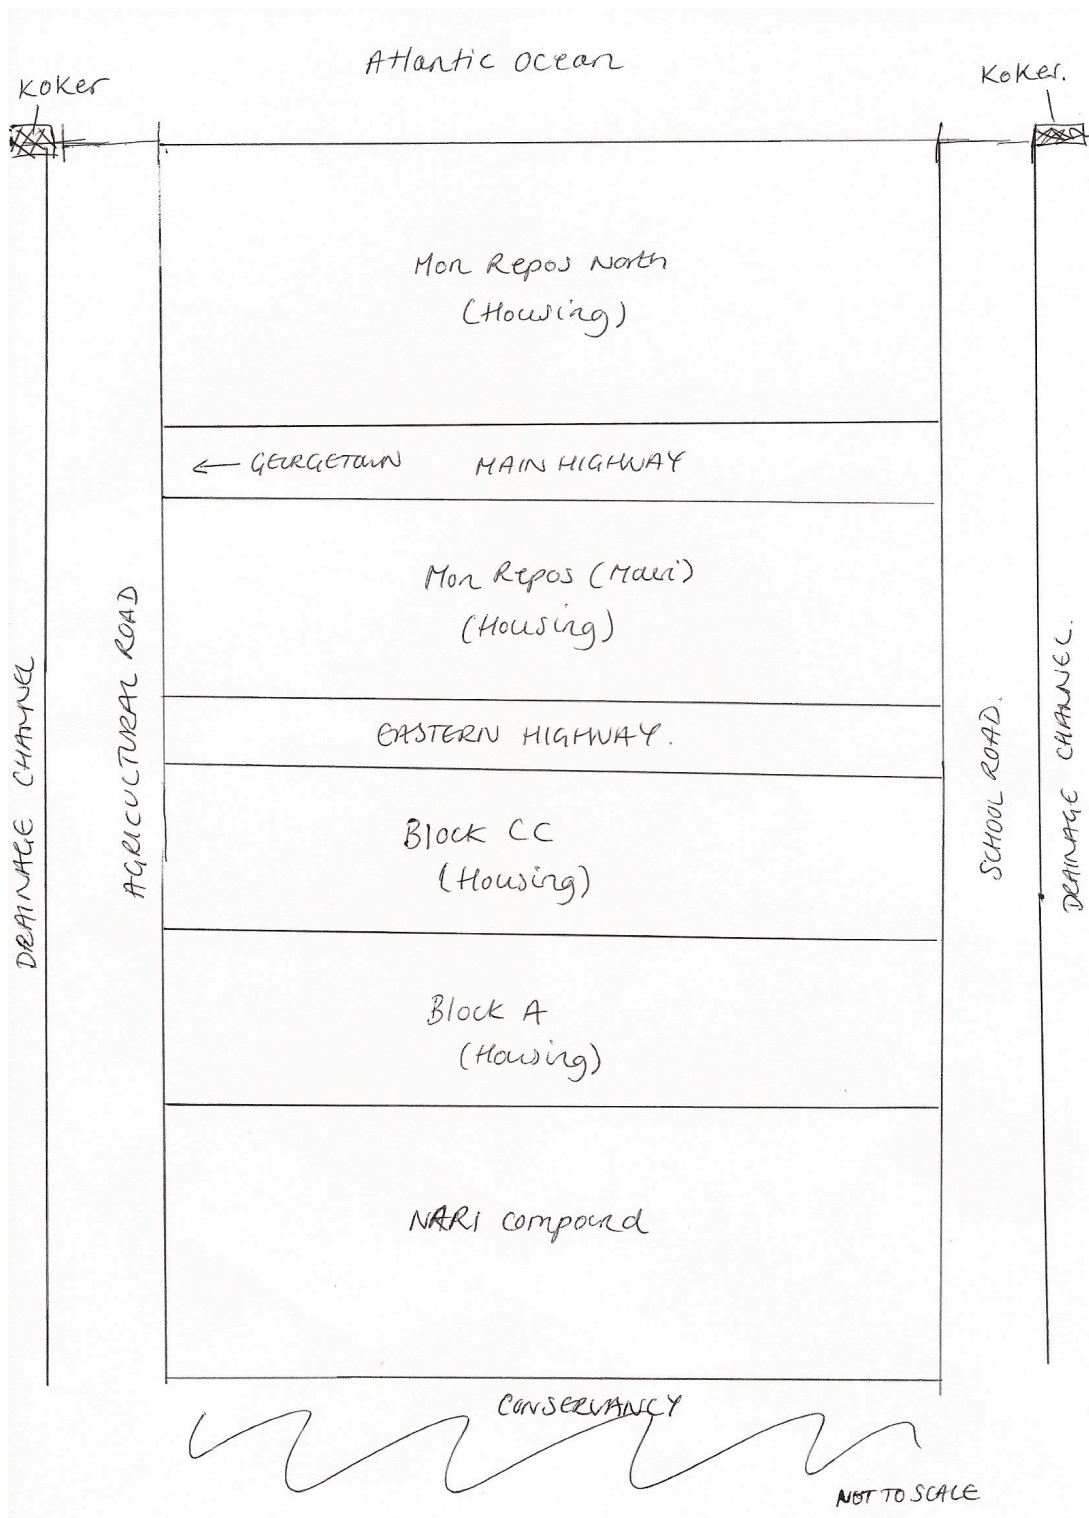 Atlantic Ocean
Koker
Koker.
Mon Repos North
(Housing)
← GEORGETOWN MAIN HIGHWAY
Mon Repos (Main)
(Housing)
EASTERN HIGHWAY.
Block CC
(Housing)
Block A
(Housing)
NARI compound
CONSERVANCY
NOT TO SCALE
DRAINAGE CHANNEL
AGRICULTURAL ROAD
SCHOOL ROAD.
DRAINAGE CHANNEL.